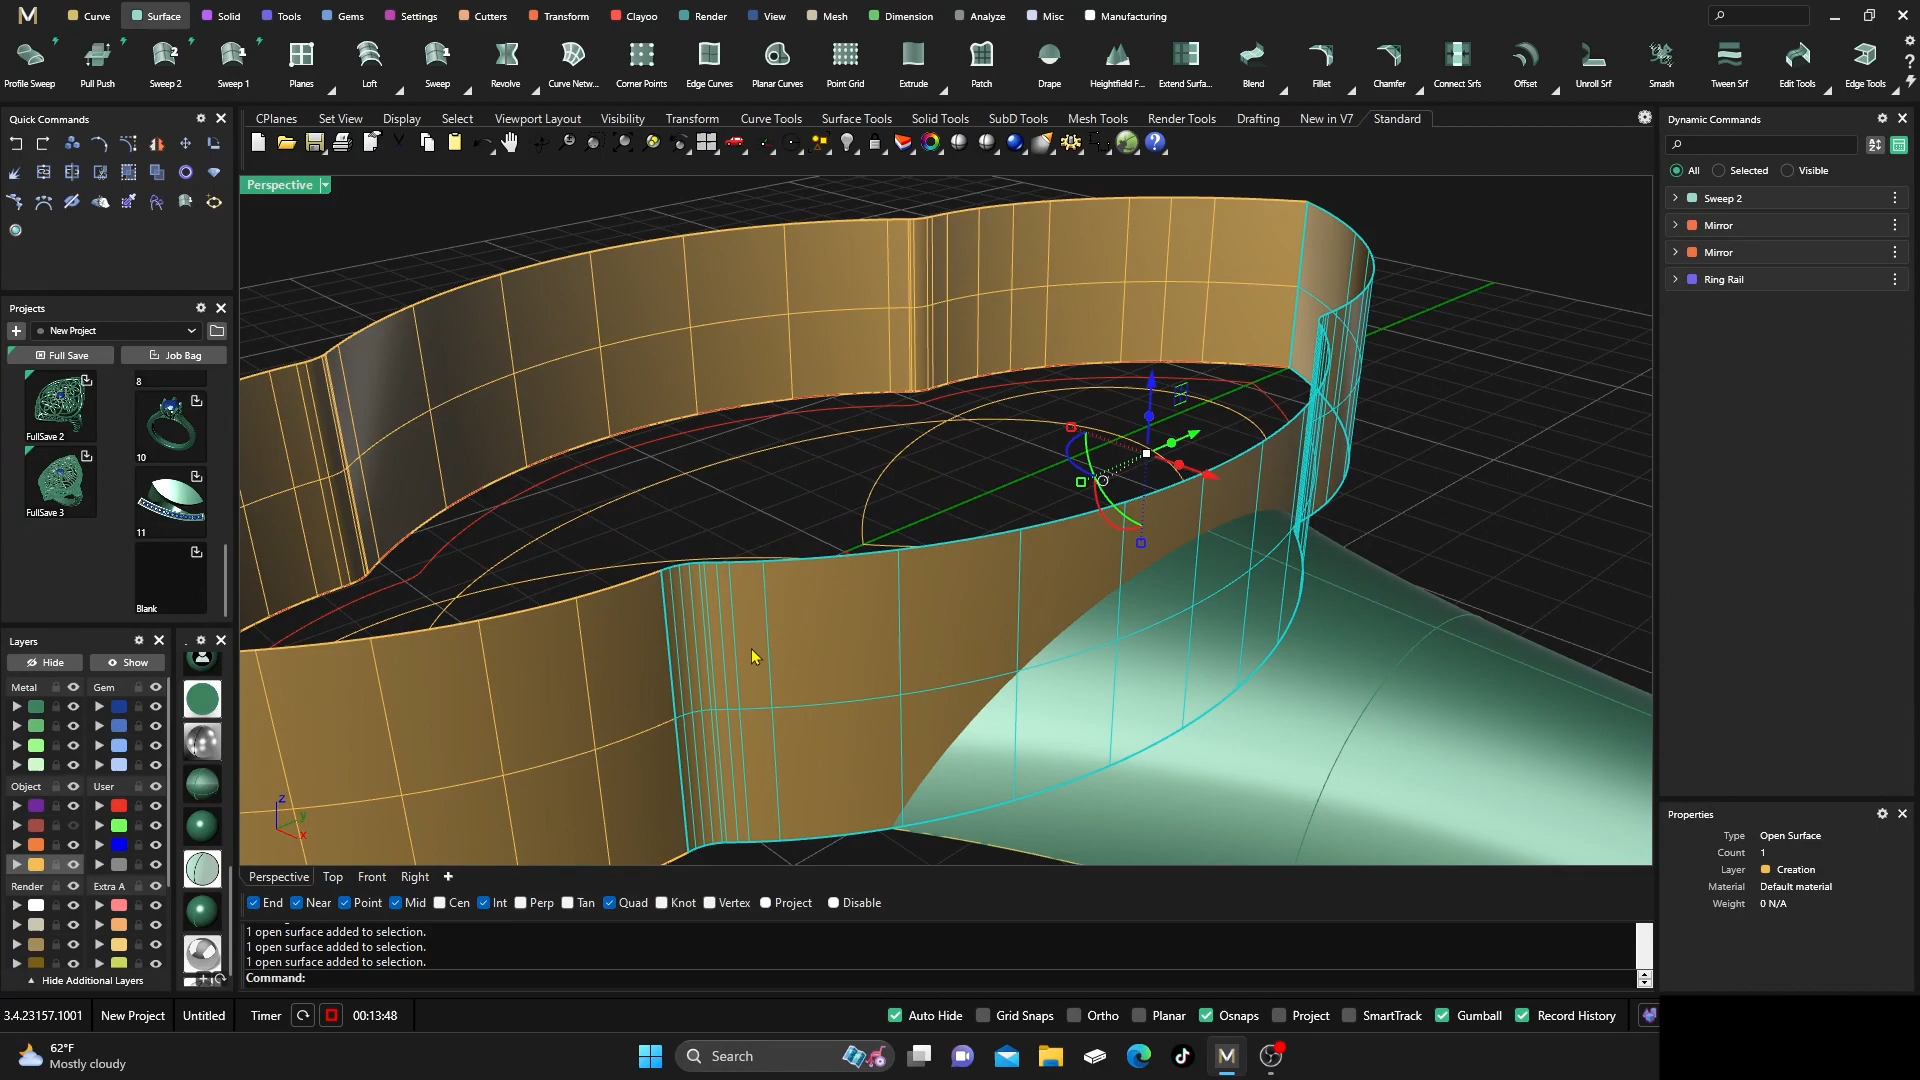 Curve Surface Solid Tools Gems Settings Cutters Transform Clayoo Render View Mesh Dimension Analyze Misc Manufacturing
Profile Sweep Pull Push Sweep 2 Sweep 1 Planes Loft Sweep Revolve Curve Netw... Corner Points Edge Curves Planar Curves Point Grid Extrude Patch Drape Heightfield F... Extend Surfa... Blend Fillet Chamfer Connect Srfs Offset Unroll Srf Smash Tween Srf Edit Tools Edge Tools
Quick Commands
CPlanes Set View Display Select Viewport Layout Visibility Transform Curve Tools Surface Tools Solid Tools SubD Tools Mesh Tools Render Tools Drafting New in V7 Standard
Dynamic Commands
All Selected Visible
Sweep 2
Mirror
Mirror
Ring Rail
Perspective
Projects
New Project
Full Save Job Bag
8
FullSave 2
10
FullSave 3
11
Blank
Layers
Hide Show
Metal Gem
Object User
Render Extra A
Hide Additional Layers
z
y
x
Perspective Top Front Right
End Near Point Mid Cen Int Perp Tan Quad Knot Vertex Project Disable
1 open surface added to selection.
1 open surface added to selection.
1 open surface added to selection.
Command:
Properties
Type Open Surface
Count 1
Layer Creation
Material Default material
Weight 0 N/A
3.4.23157.1001 New Project Untitled Timer 00:13:48 Auto Hide Grid Snaps Ortho Planar Osnaps Project SmartTrack Gumball Record History
62°F
Mostly cloudy
Search